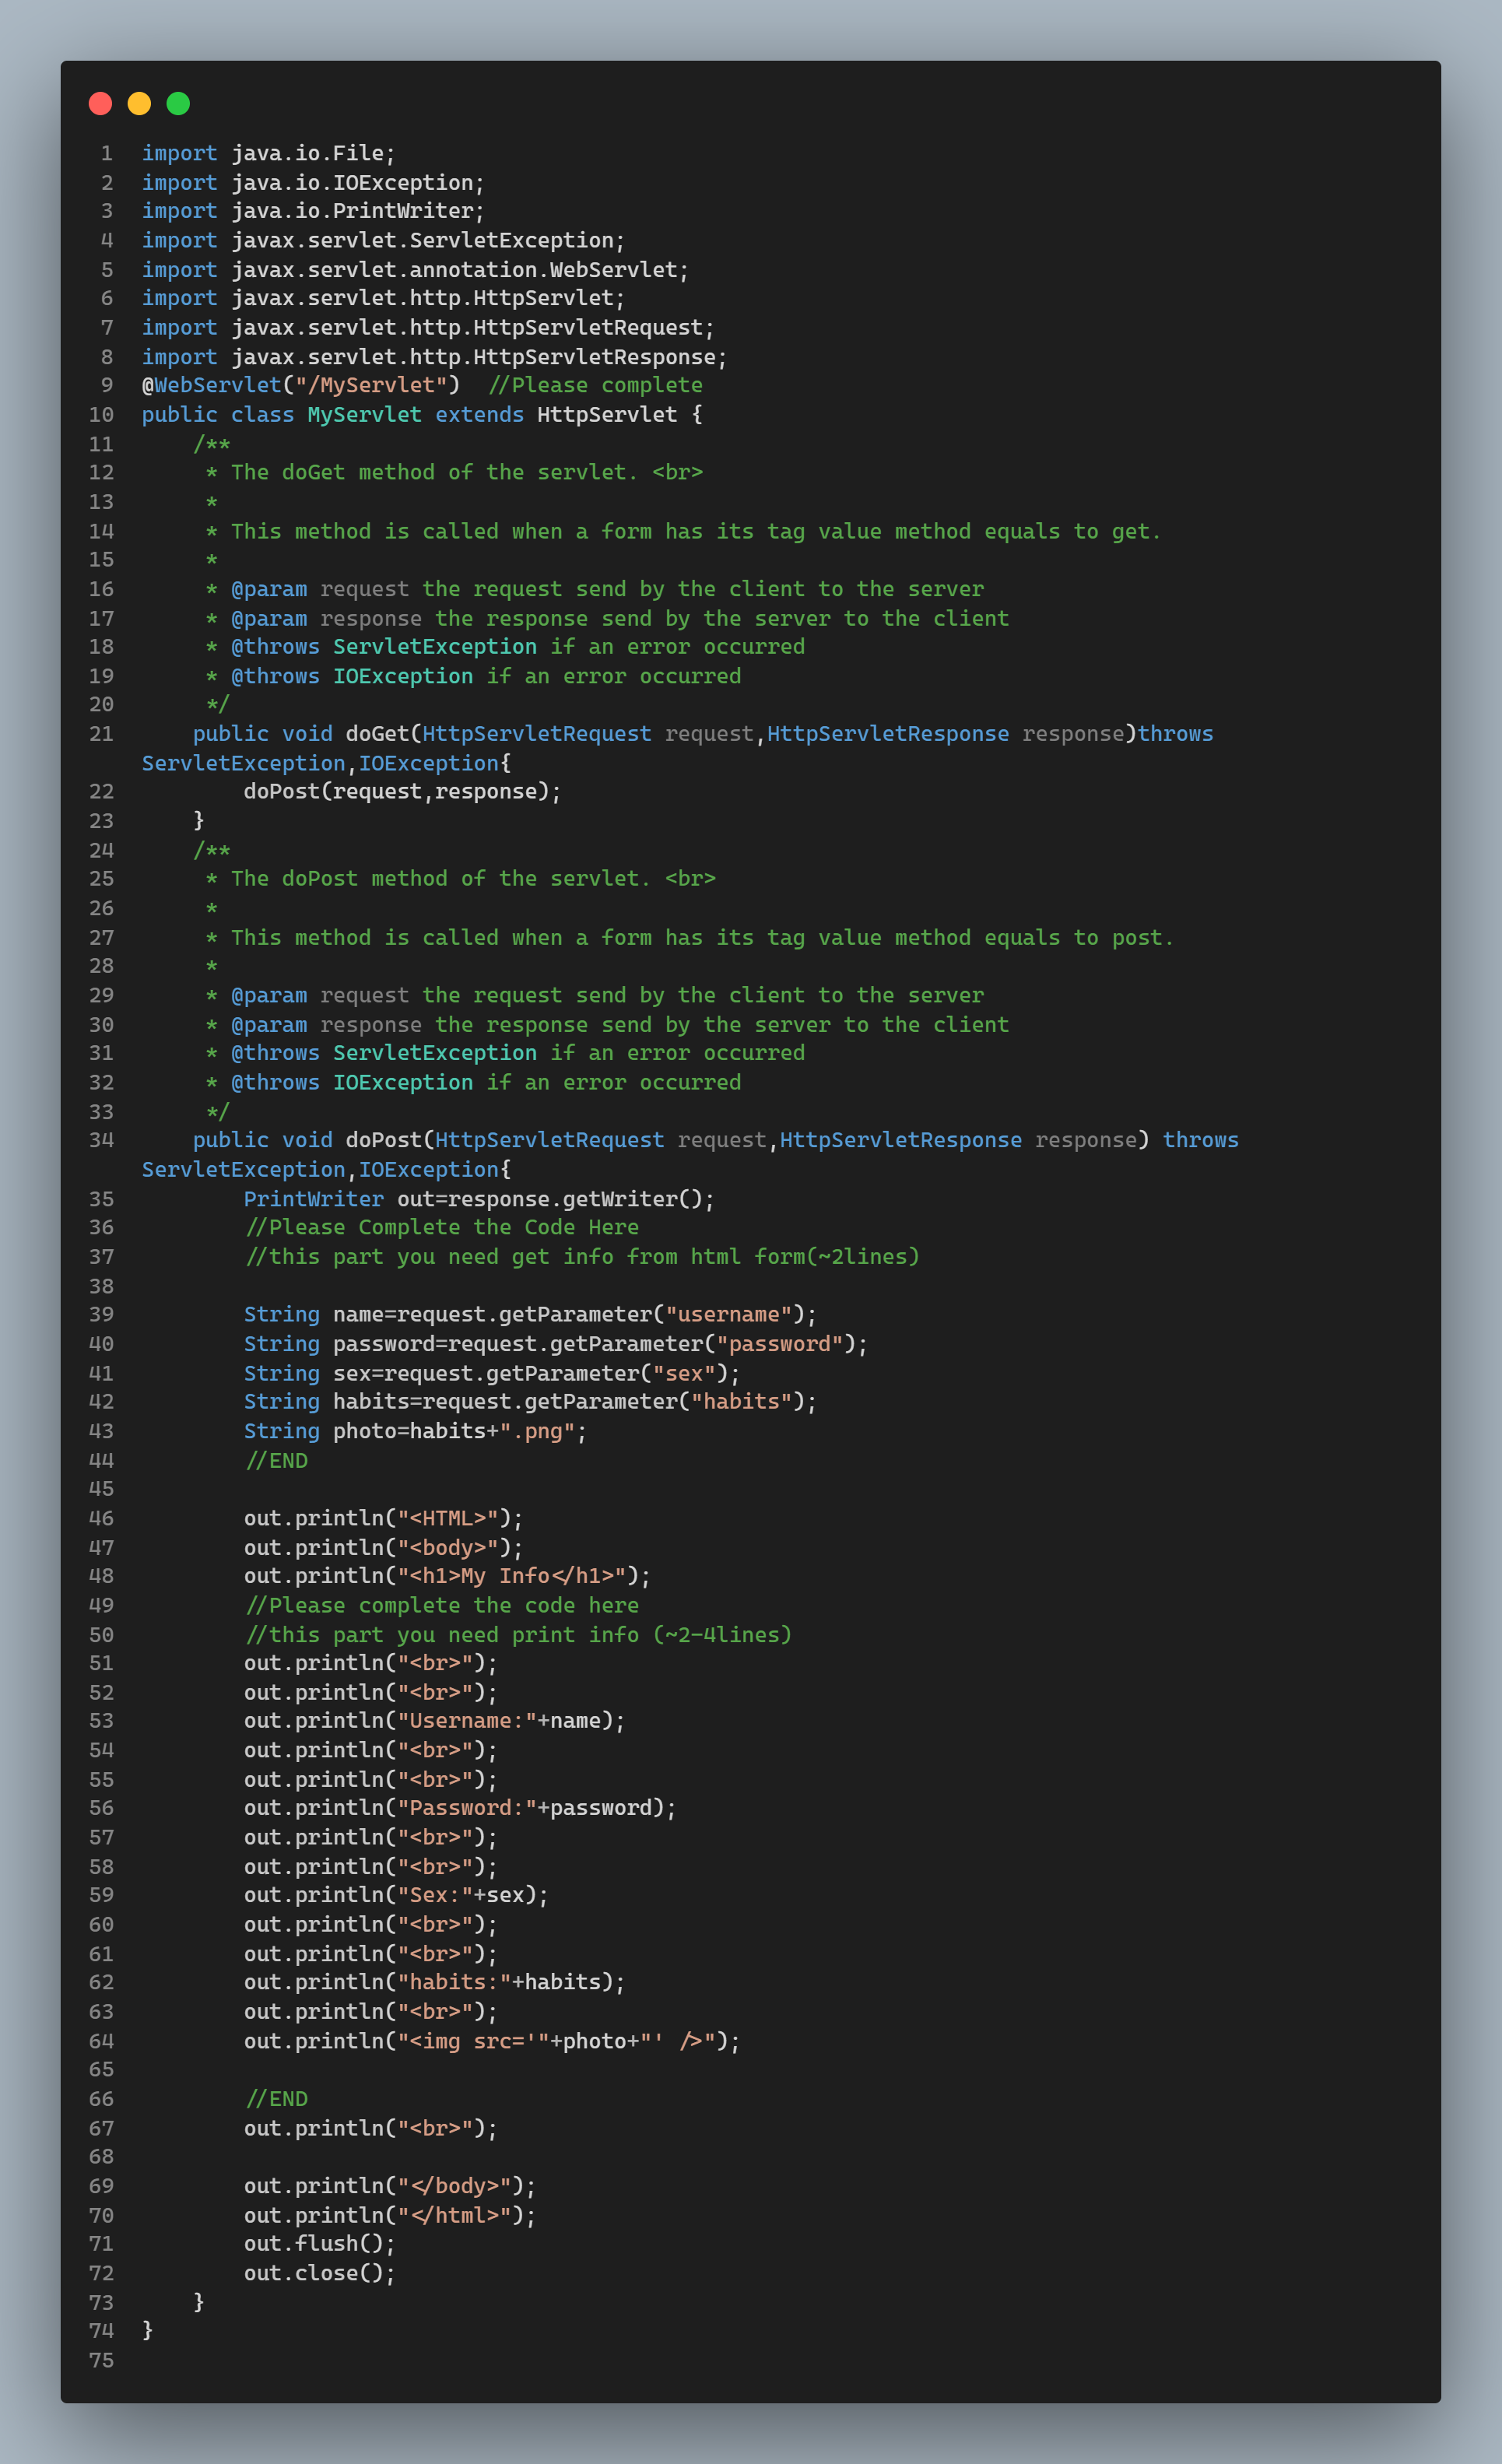 1 import java.io.File;
2 import java.io.IOException;
3 import java.io.PrintWriter;
4 import javax.servlet.ServletException;
5 import javax.servlet.annotation.WebServlet;
6 import javax.servlet.http.HttpServlet;
7 import javax.servlet.http.HttpServletRequest;
8 import javax.servlet.http.HttpServletResponse;
9 @WebServlet("/MyServlet")  //Please complete
10 public class MyServlet extends HttpServlet {
11     /**
12      * The doGet method of the servlet. <br>
13      *
14      * This method is called when a form has its tag value method equals to get.
15      *
16      * @param request the request send by the client to the server
17      * @param response the response send by the server to the client
18      * @throws ServletException if an error occurred
19      * @throws IOException if an error occurred
20      */
21     public void doGet(HttpServletRequest request,HttpServletResponse response)throws
ServletException,IOException{
22         doPost(request,response);
23     }
24     /**
25      * The doPost method of the servlet. <br>
26      *
27      * This method is called when a form has its tag value method equals to post.
28      *
29      * @param request the request send by the client to the server
30      * @param response the response send by the server to the client
31      * @throws ServletException if an error occurred
32      * @throws IOException if an error occurred
33      */
34     public void doPost(HttpServletRequest request,HttpServletResponse response) throws
ServletException,IOException{
35         PrintWriter out=response.getWriter();
36         //Please Complete the Code Here
37         //this part you need get info from html form(~2lines)
38
39         String name=request.getParameter("username");
40         String password=request.getParameter("password");
41         String sex=request.getParameter("sex");
42         String habits=request.getParameter("habits");
43         String photo=habits+".png";
44         //END
45
46         out.println("<HTML>");
47         out.println("<body>");
48         out.println("<h1>My Info</h1>");
49         //Please complete the code here
50         //this part you need print info (~2-4lines)
51         out.println("<br>");
52         out.println("<br>");
53         out.println("Username:"+name);
54         out.println("<br>");
55         out.println("<br>");
56         out.println("Password:"+password);
57         out.println("<br>");
58         out.println("<br>");
59         out.println("Sex:"+sex);
60         out.println("<br>");
61         out.println("<br>");
62         out.println("habits:"+habits);
63         out.println("<br>");
64         out.println("<img src='"+photo+"' />");
65
66         //END
67         out.println("<br>");
68
69         out.println("</body>");
70         out.println("</html>");
71         out.flush();
72         out.close();
73     }
74 }
75